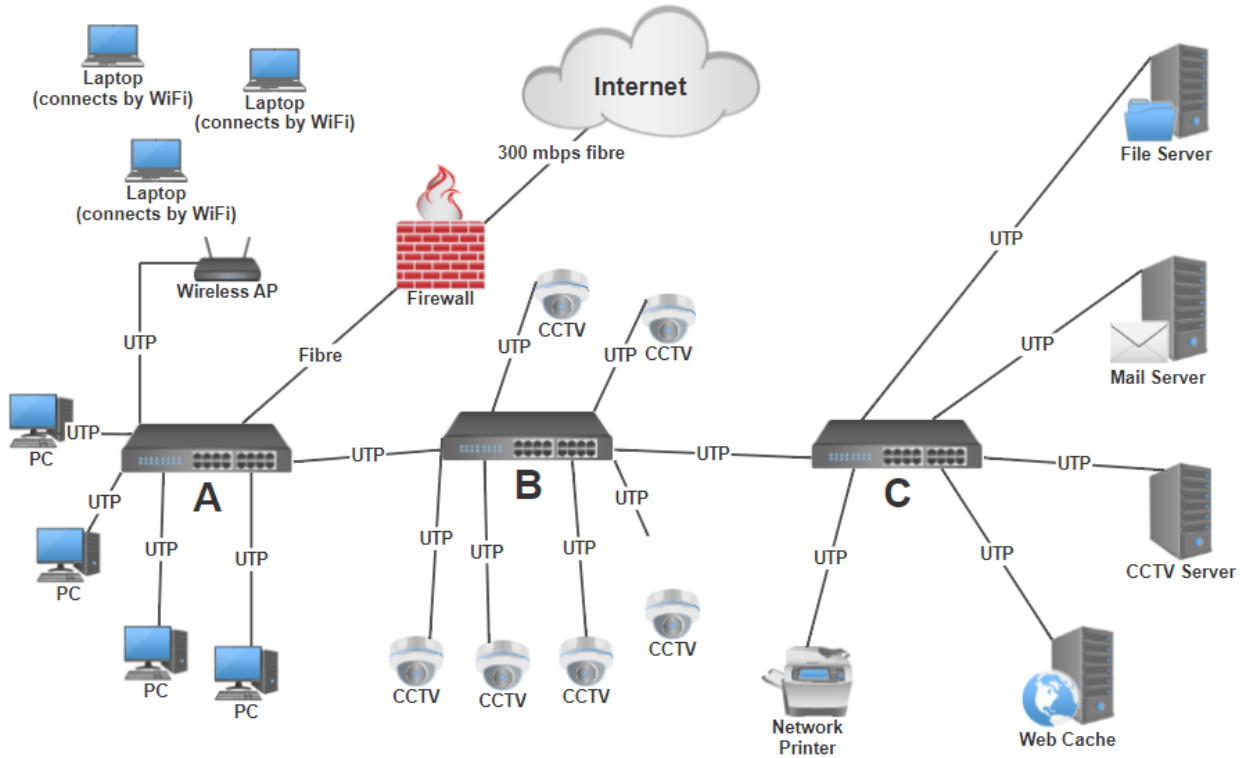 Laptop
(connects by WiFi)
Laptop
(connects by WiFi)
Laptop
(connects by WiFi)
Internet
300 mbps fibre
File Server
UTP
Wireless AP
Firewall
CCTV
CCTV
UTP
UTP
UTP
Fibre
UTP
Mail Server
PC
UTP
UTP
UTP
UTP
UTP
A
B
C
CCTV Server
UTP
PC
UTP
UTP
UTP
UTP
UTP
UTP
UTP
UTP
PC
PC
CCTV
CCTV
CCTV
CCTV
Network
Printer
Web Cache